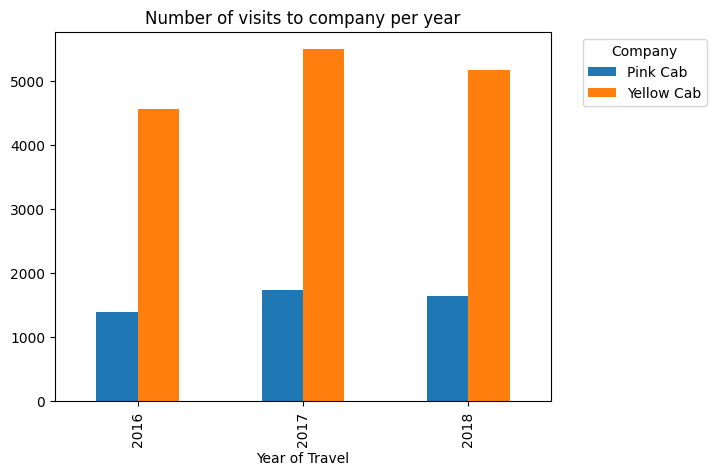 Number of visits to company per year
Company
Pink Cab
Yellow Cab
5000
4000
3000
2000
1000
0
2016
2017
2018
Year of Travel